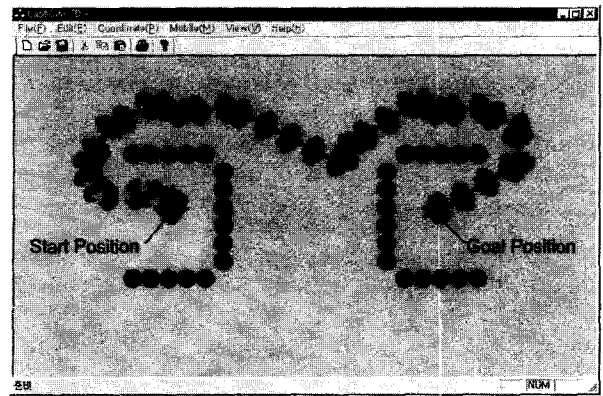 File(F) Edit(E) Coordinate(P) Mobile(M) View(V) Help(H)
Start Position
Goal Position
준비
NUM